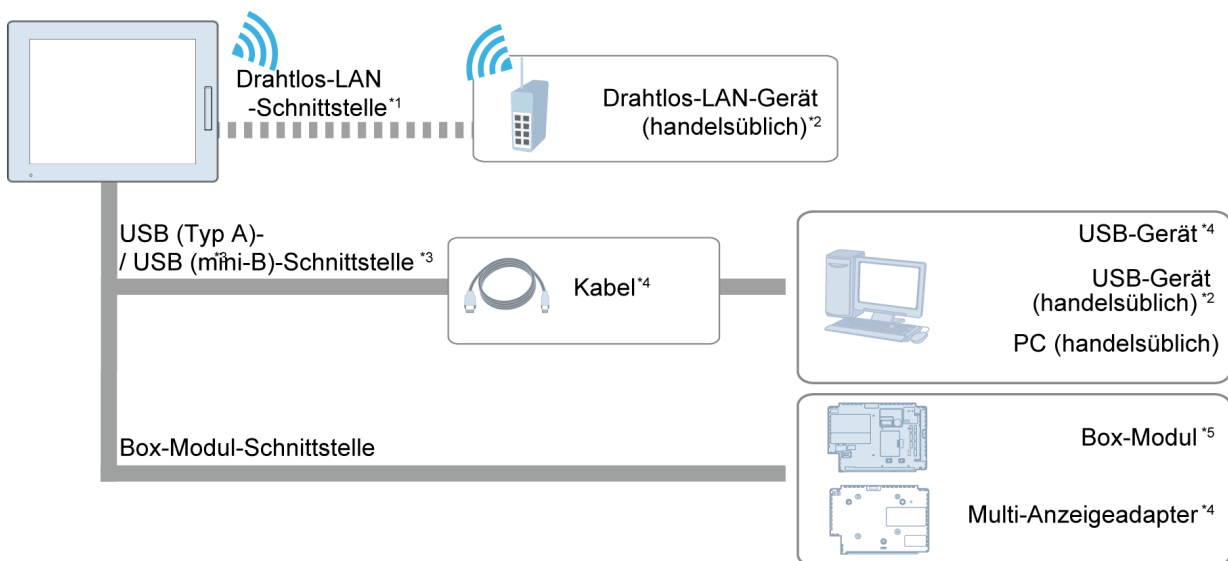 Drahtlos-LAN
-Schnittstelle*1
Drahtlos-LAN-Gerät
(handelsüblich)*2
USB (Typ A)-
/ USB (mini-B)-Schnittstelle *3
*3
Kabel*4
USB-Gerät *4
USB-Gerät
(handelsüblich) *2
PC (handelsüblich)
Box-Modul-Schnittstelle
Box-Modul *5
Multi-Anzeigeadapter *4